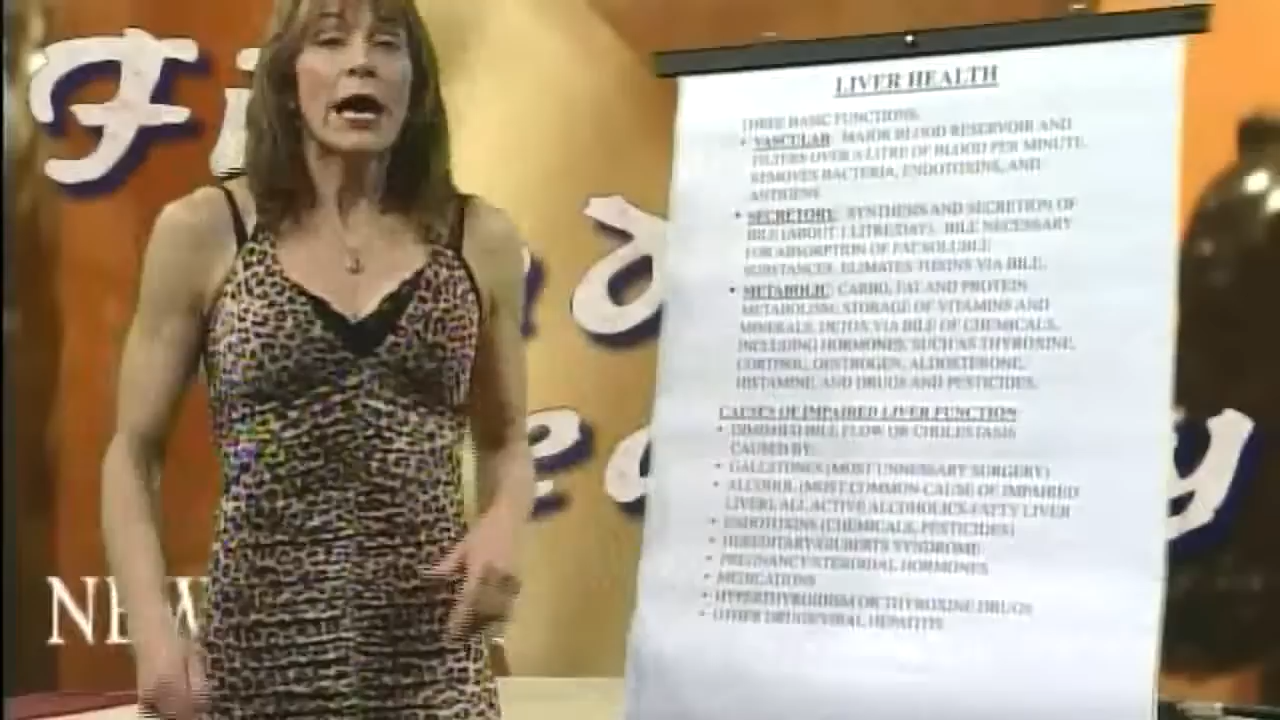 Fi
d
e
y
NEW
LIVER HEALTH
THREE BASIC FUNCTIONS:
• VASCULAR: MAJOR BLOOD RESERVOIR AND
FILTERS OVER A LITRE OF BLOOD PER MINUTE.
REMOVES BACTERIA, ENDOTOXINS, AND
ANTIGENS
• SECRETORY: SYNTHESIS AND SECRETION OF
BILE (ABOUT 1 LITRE/DAY). BILE NECESSARY
FOR ABSORPTION OF FAT SOLUBLE
SUBSTANCES. ELIMATES TOXINS VIA BILE.
• METABOLIC: CARBO, FAT AND PROTEIN
METABOLISM, STORAGE OF VITAMINS AND
MINERALS, DETOX VIA BILE OF CHEMICALS,
INCLUDING HORMONES, SUCH AS THYROXINE,
CORTISOL, OESTROGEN, ALDOSTERONE,
HISTAMINE, AND DRUGS AND PESTICIDES.
CAUSES OF IMPAIRED LIVER FUNCTION
• BILE FLOW OR CHOLESTASIS
CAUSED BY:
• GALLSTONES (MOST UNNESSARY SURGERY)
• ALCOHOL (MOST COMMON CAUSE OF IMPAIRED
LIVER). ALL ACTIVE ALCOHOLICS-FATTY LIVER
• ENDOTOXINS (CHEMICALS, PESTICIDES)
• HEREDITARY/GILBERTS SYNDROME
• PREGNANCY/STEROIDAL HORMONES
• MEDICATIONS
• HYPERTHYROIDISM OR THYROXINE DRUGS
• OTHER DRUGS/VIRAL HEPATITIS